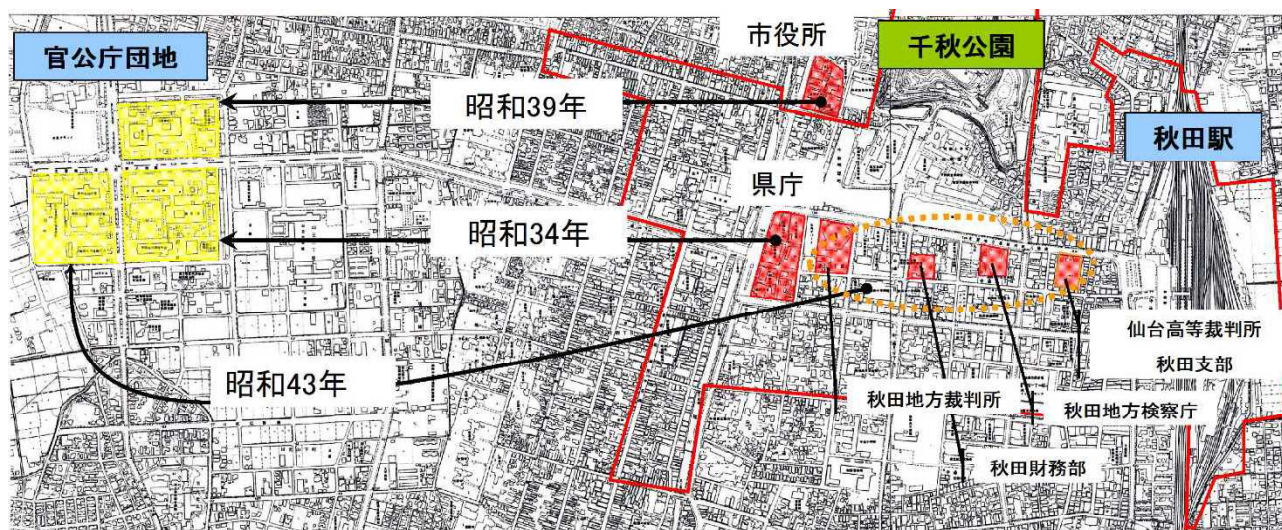 市役所
千秋公園
官公庁団地
昭和39年
秋田駅
県庁
昭和34年
仙台高等裁判所
秋田支部
昭和43年
秋田地方裁判所
秋田地方検察庁
秋田財務部